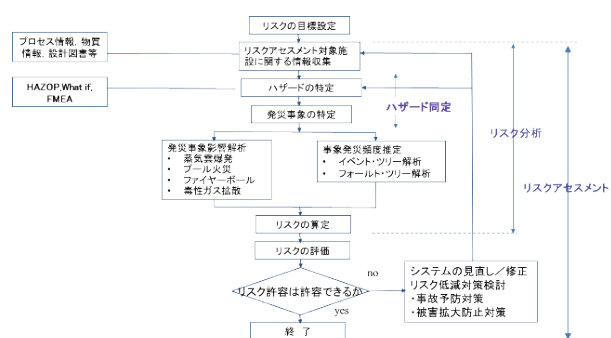 リスクの目標設定
プロセス情報、物質
情報、設計図書等
リスクアセスメント対象施
設に関する情報収集
HAZOP,What if,
FMEA
ハザードの特定
ハザード同定
発災事象の特定
リスク分析
発災事象影響解析
• 蒸気雲爆発
• プール火災
• ファイヤーボール
• 毒性ガス拡散
事象発災頻度推定
• イベント・ツリー解析
• フォールト・ツリー解析
リスクアセスメント
リスクの算定
リスクの評価
リスク許容は許容できるか
no
yes
システムの見直し／修正
リスク低減対策検討
・事故予防対策
・被害拡大防止対策
終 了